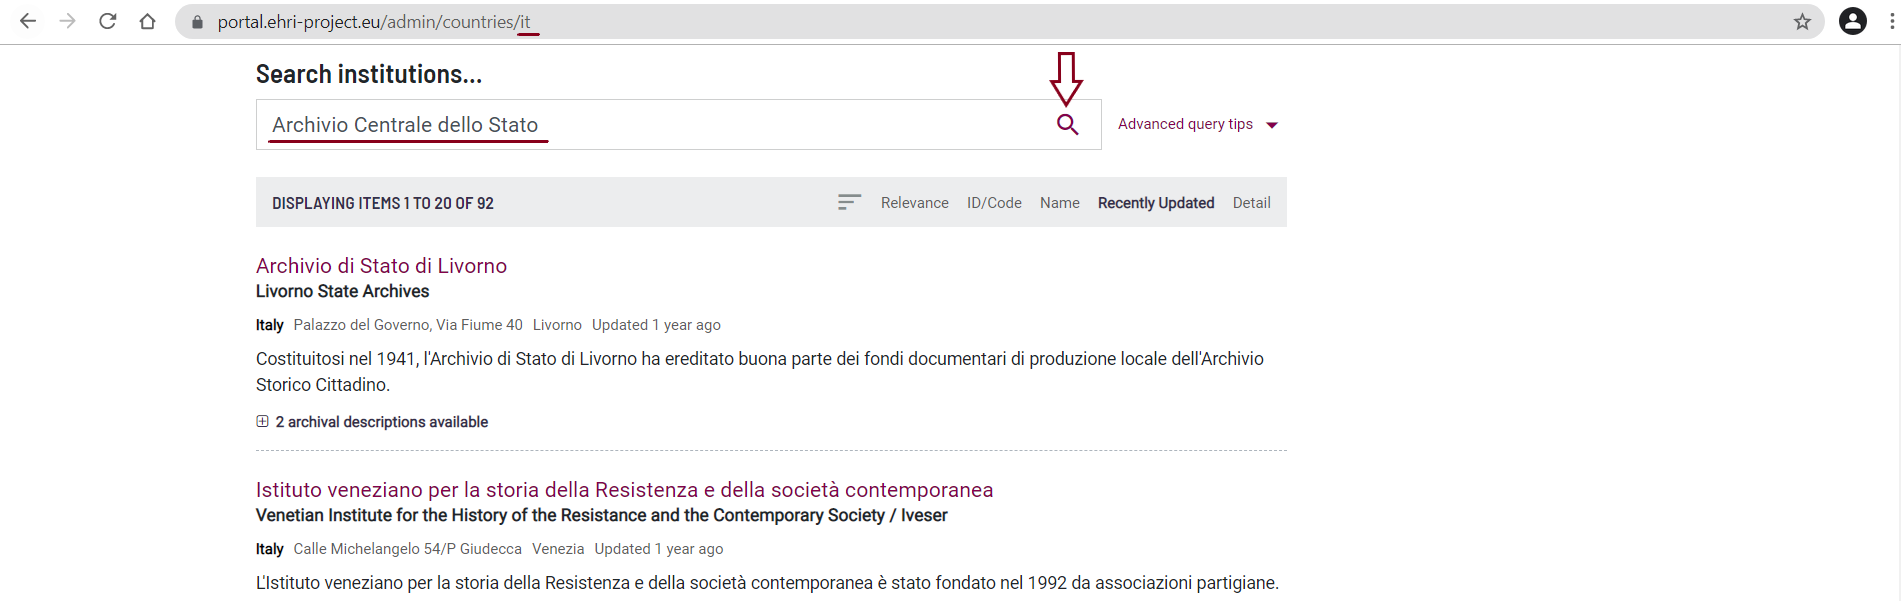 portal.ehri-project.eu/admin/countries/it
Search institutions...
Archivio Centrale dello Stato
Advanced query tips
DISPLAYING ITEMS 1 TO 20 OF 92
Relevance ID/Code Name Recently Updated Detail
Archivio di Stato di Livorno
Livorno State Archives
Italy Palazzo del Governo, Via Fiume 40 Livorno Updated 1 year ago
Costituitosi nel 1941, l'Archivio di Stato di Livorno ha ereditato buona parte dei fondi documentari di produzione locale dell'Archivio
Storico Cittadino.
2 archival descriptions available
Istituto veneziano per la storia della Resistenza e della società contemporanea
Venetian Institute for the History of the Resistance and the Contemporary Society / Iveser
Italy Calle Michelangelo 54/P Giudecca Venezia Updated 1 year ago
L'Istituto veneziano per la storia della Resistenza e della società contemporanea è stato fondato nel 1992 da associazioni partigiane.